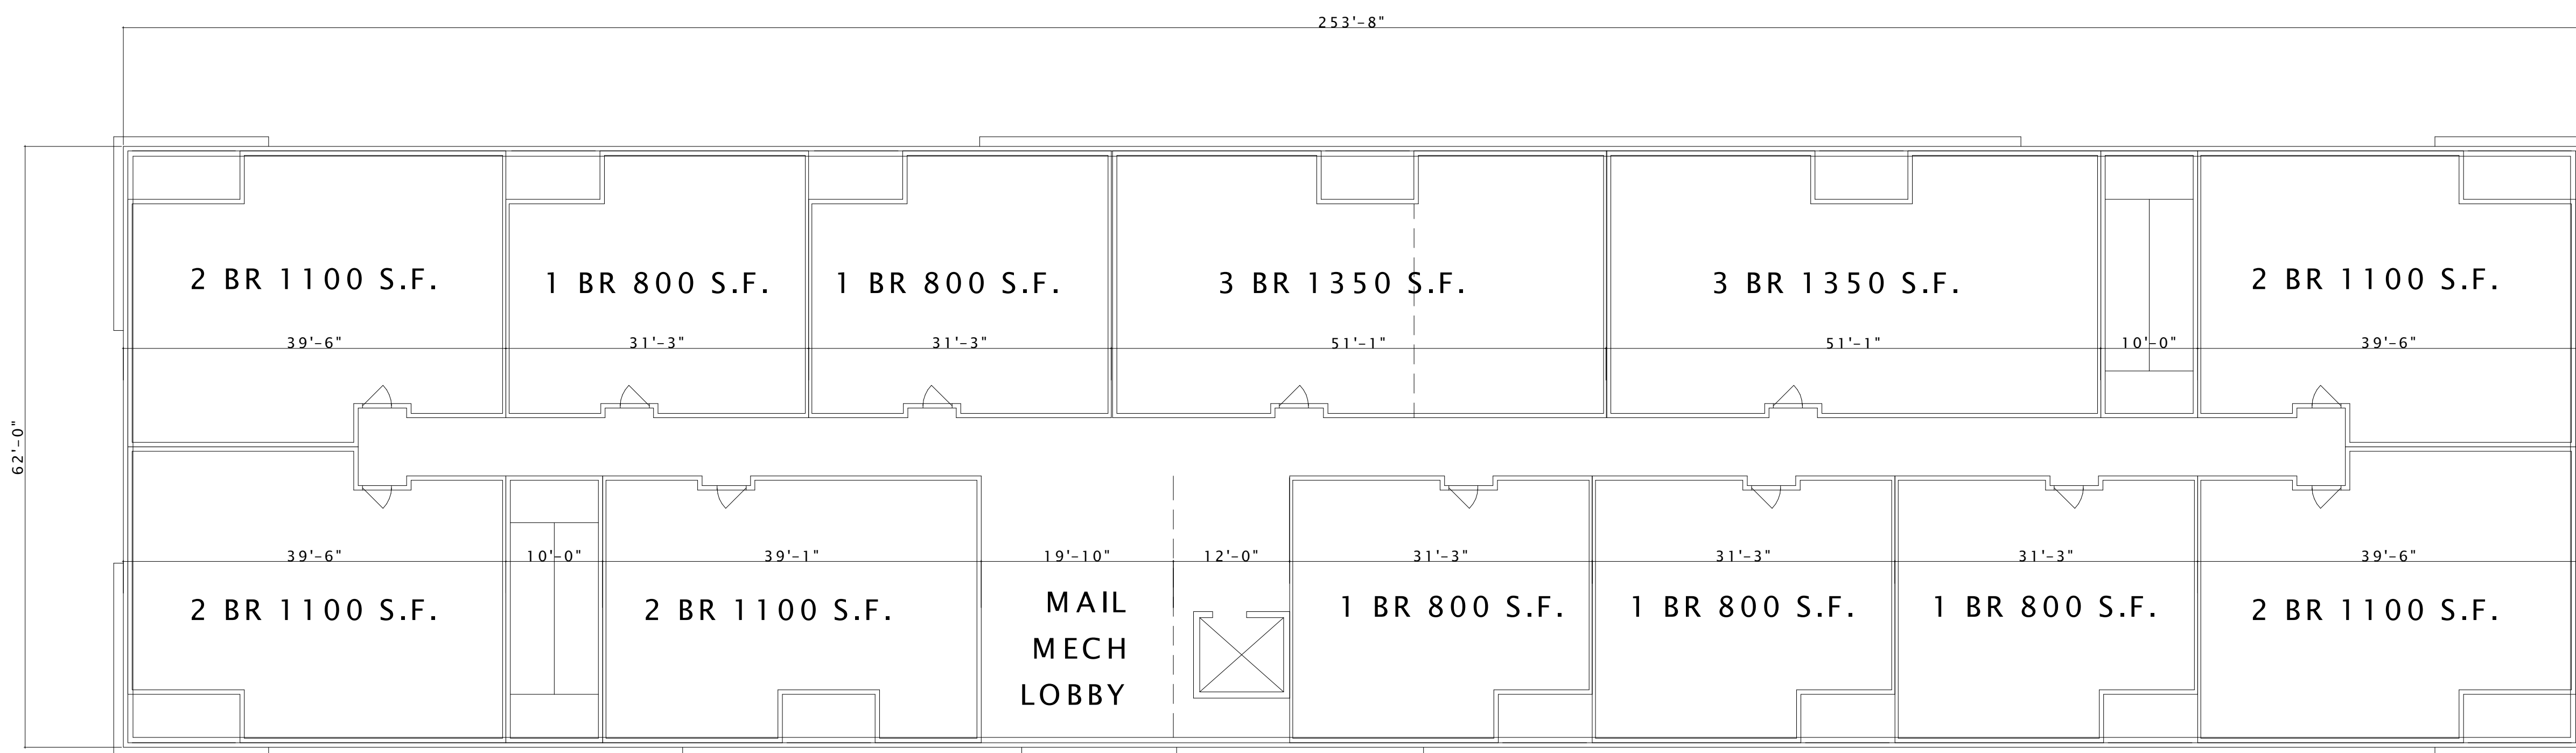 253'-8"
2 BR 1100 S.F.
1 BR 800 S.F.
1 BR 800 S.F.
3 BR 1350 S.F.
3 BR 1350 S.F.
2 BR 1100 S.F.
39'-6"
31'-3"
31'-3"
51'-1"
51'-1"
10'-0"
39'-6"
62'-0"
39'-6"
10'-0"
39'-1"
19'-10"
12'-0"
31'-3"
31'-3"
31'-3"
39'-6"
2 BR 1100 S.F.
2 BR 1100 S.F.
MAIL
MECH
LOBBY
1 BR 800 S.F.
1 BR 800 S.F.
1 BR 800 S.F.
2 BR 1100 S.F.